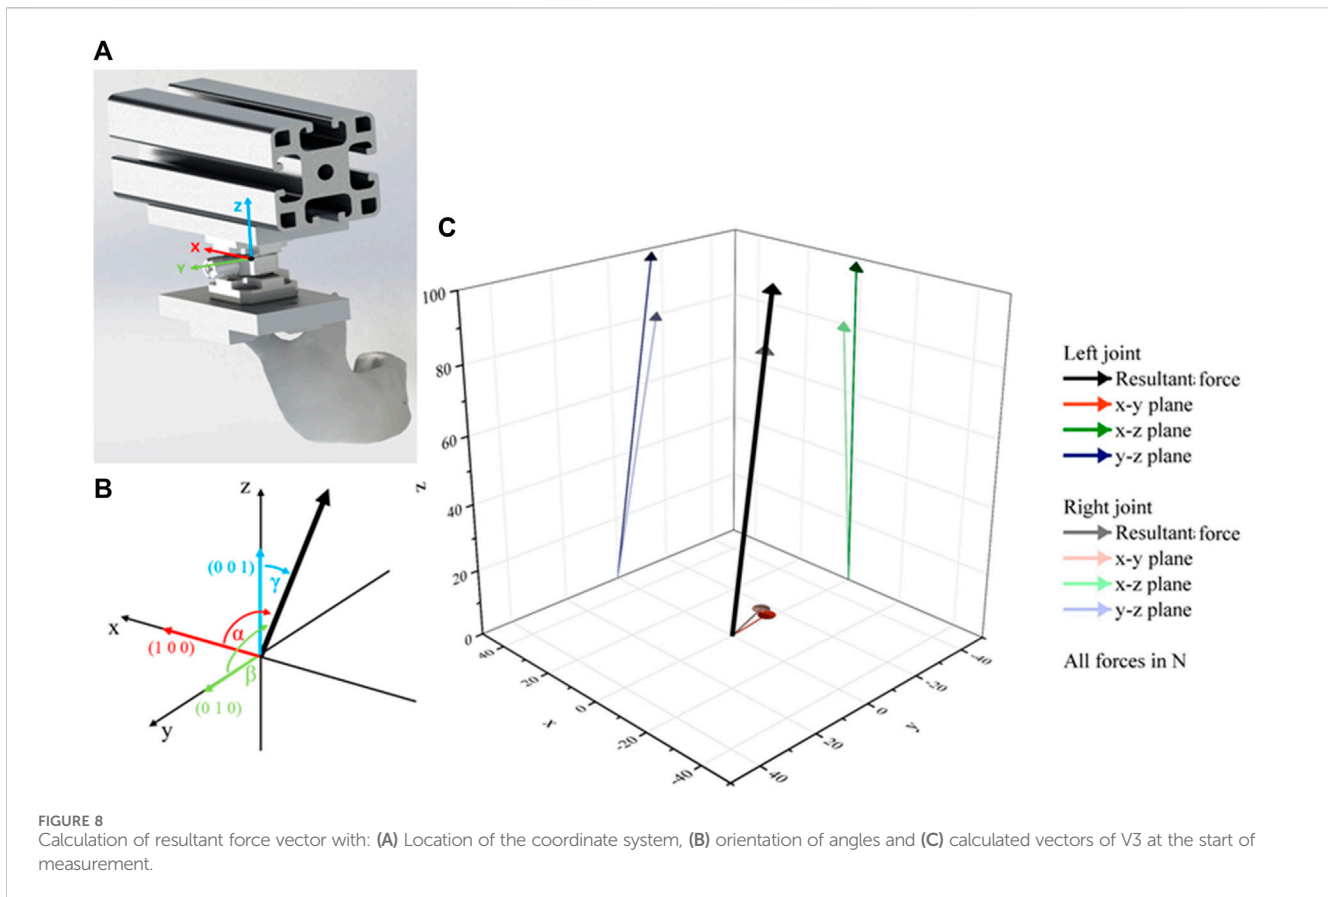 A
Z
X
Y
B
z
(0 0 1)
γ
x
α
(1 0 0)
β
(0 1 0)
y
C
100
80
60
40
20
0
z
40
20
0
-20
-40
x
-40
-20
0
20
40
y
Left joint
Resultant force
x-y plane
x-z plane
y-z plane
Right joint
Resultant force
x-y plane
x-z plane
y-z plane
All forces in N
FIGURE 8
Calculation of resultant force vector with: (A) Location of the coordinate system, (B) orientation of angles and (C) calculated vectors of V3 at the start of
measurement.